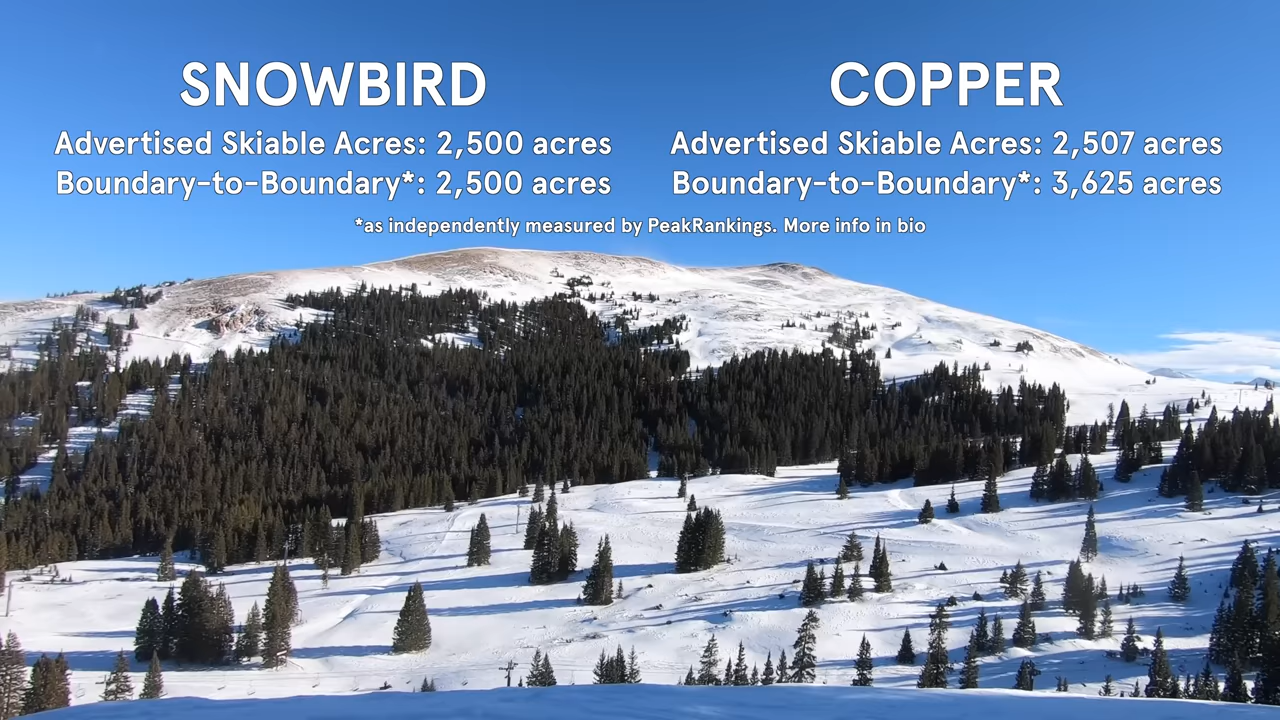 SNOWBIRD
Advertised Skiable Acres: 2,500 acres
Boundary-to-Boundary*: 2,500 acres
COPPER
Advertised Skiable Acres: 2,507 acres
Boundary-to-Boundary*: 3,625 acres
*as independently measured by PeakRankings. More info in bio